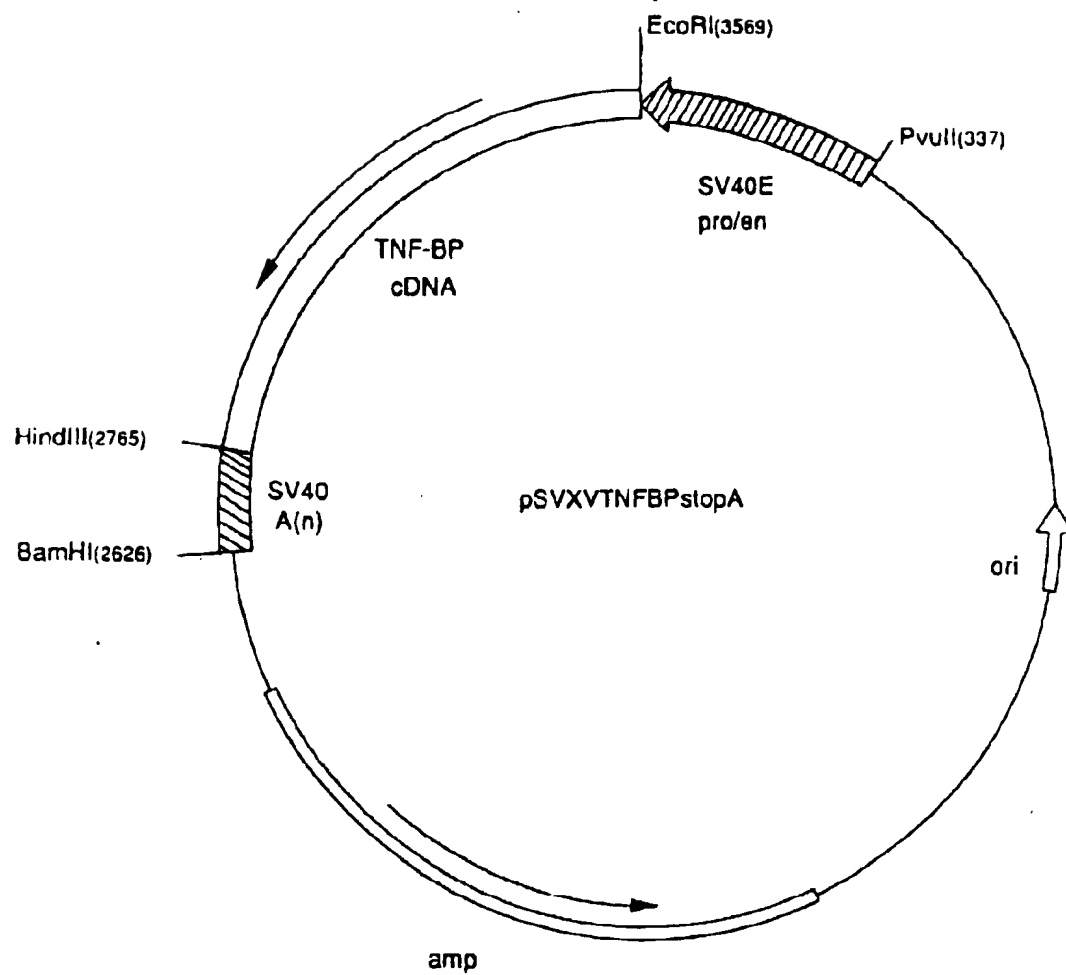 EcoRI(3569)
PvuII(337)
SV40E
pro/en
TNF-BP
cDNA
HindIII(2765)
SV40
A(n)
pSVXVTNFBPstopA
BamHI(2626)
ori
amp